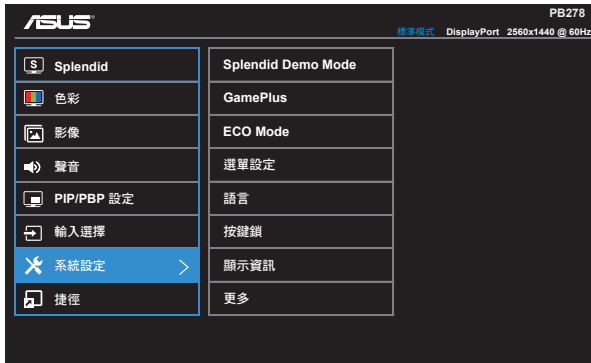 ASUS
PB278
標準模式 DisplayPort 2560x1440 @ 60Hz
S Splendid
色彩
影像
聲音
PIP/PBP 設定
輸入選擇
系統設定
捷徑
Splendid Demo Mode
GamePlus
ECO Mode
選單設定
語言
按鍵鎖
顯示資訊
更多